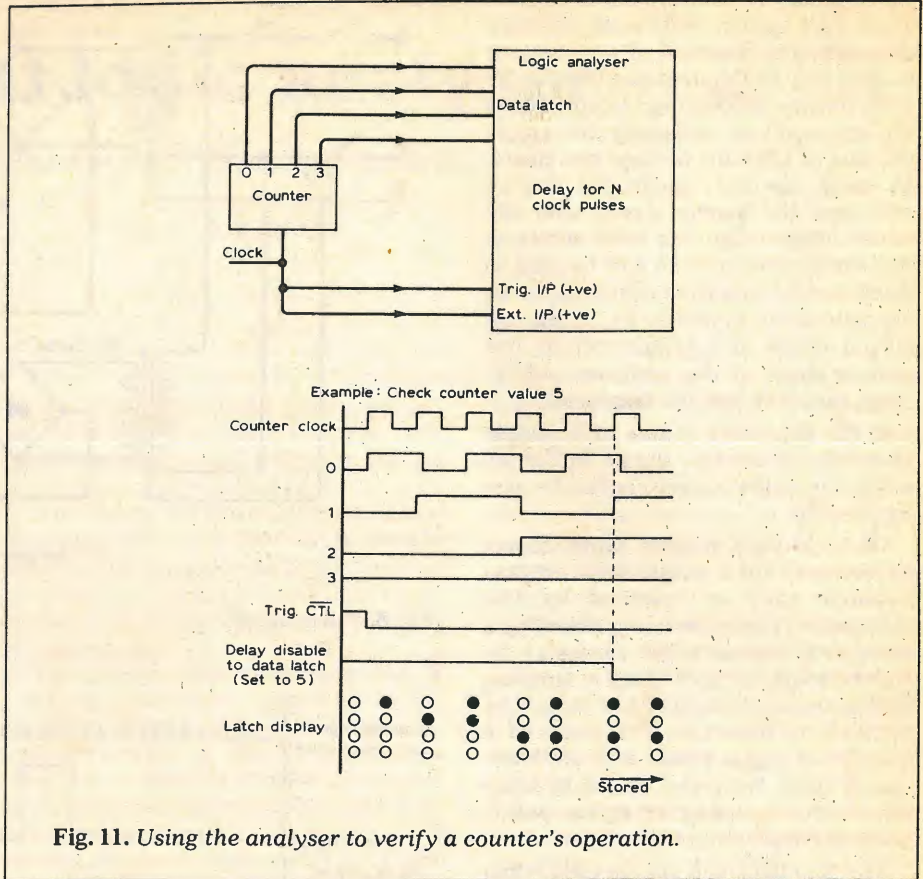 Logic analyser
Data latch
0 1 2 3
Counter
Delay for N
clock pulses
Clock
Trig. I/P (+ve)
Ext. I/P.(+ve)
Example: Check counter value 5
Counter clock
0
1
2
3
Trig. C̅T̅L̅
Delay disable
to data latch
(Set to 5)
Latch display
Stored
Fig. 11. Using the analyser to verify a counter's operation.